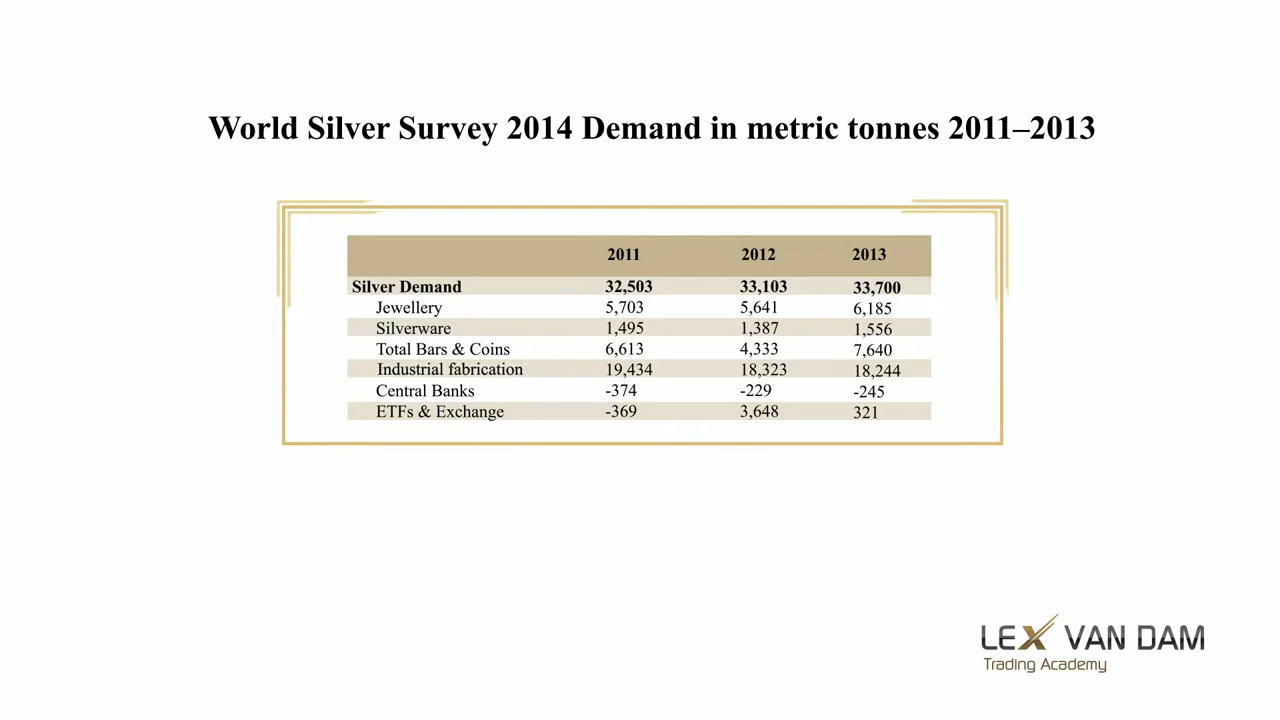 World Silver Survey 2014 Demand in metric tonnes 2011–2013
2011 2012 2013
Silver Demand 32,503 33,103 33,700
Jewellery 5,703 5,641 6,185
Silverware 1,495 1,387 1,556
Total Bars & Coins 6,613 4,333 7,640
Industrial fabrication 19,434 18,323 18,244
Central Banks -374 -229 -245
ETFs & Exchange -369 3,648 321
LEX VAN DAM
Trading Academy